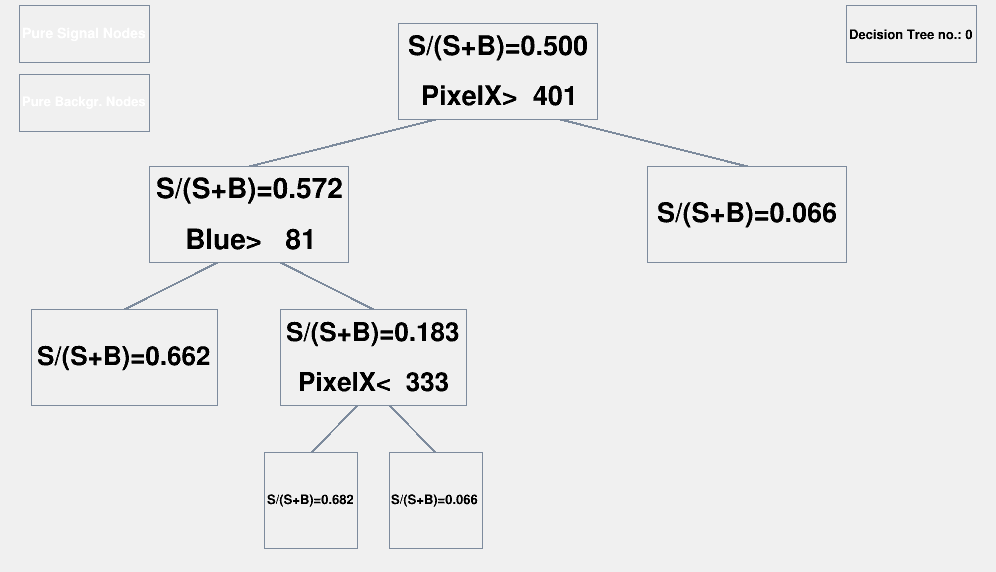 Pure Signal Nodes
Pure Backgr. Nodes
Decision Tree no.: 0
S/(S+B)=0.500
PixelX> 401
S/(S+B)=0.572
Blue> 81
S/(S+B)=0.066
S/(S+B)=0.662
S/(S+B)=0.183
PixelX< 333
S/(S+B)=0.682
S/(S+B)=0.066